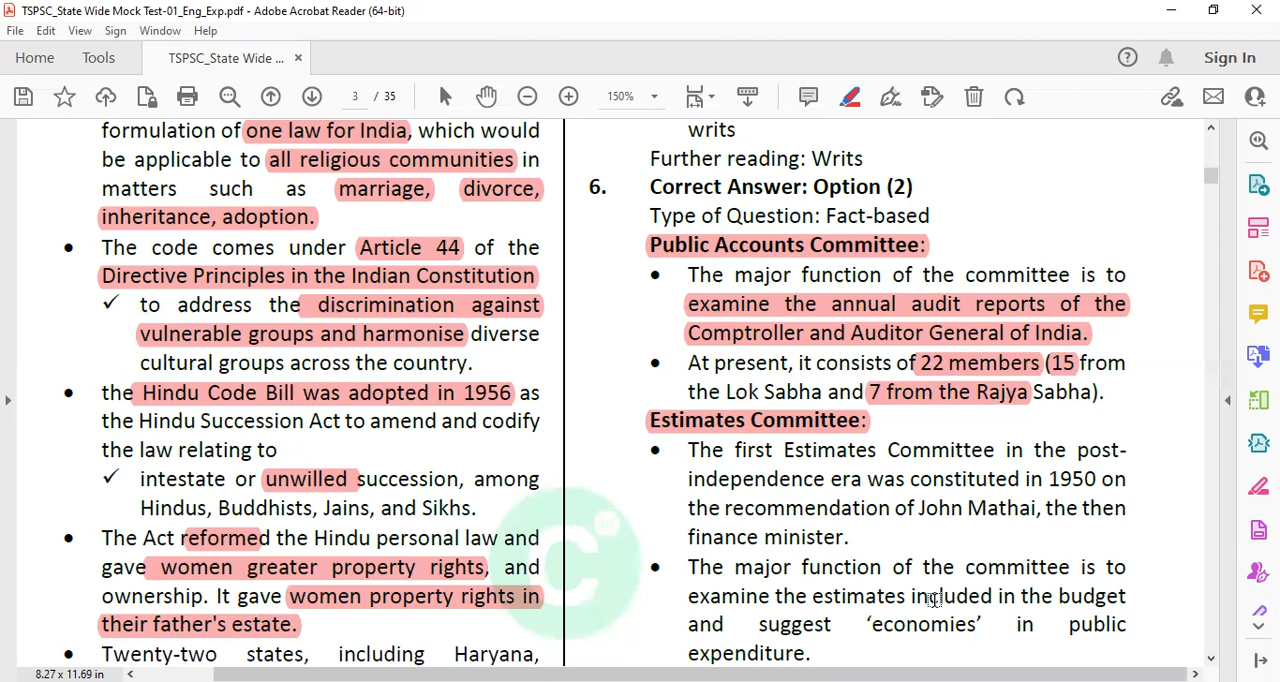 TSPSC_State Wide Mock Test-01_Eng_Exp.pdf - Adobe Acrobat Reader (64-bit)
File Edit View Sign Window Help
Home Tools TSPSC_State Wide ... × Sign In
3 / 35 150%
formulation of one law for India, which would
be applicable to all religious communities in
matters such as marriage, divorce,
inheritance, adoption.
• The code comes under Article 44 of the
Directive Principles in the Indian Constitution
✓ to address the discrimination against
vulnerable groups and harmonise diverse
cultural groups across the country.
• the Hindu Code Bill was adopted in 1956 as
the Hindu Succession Act to amend and codify
the law relating to
✓ intestate or unwilled succession, among
Hindus, Buddhists, Jains, and Sikhs.
• The Act reformed the Hindu personal law and
gave women greater property rights, and
ownership. It gave women property rights in
their father's estate.
• Twenty-two states, including Haryana,
writs
Further reading: Writs
6. Correct Answer: Option (2)
Type of Question: Fact-based
Public Accounts Committee:
• The major function of the committee is to
examine the annual audit reports of the
Comptroller and Auditor General of India.
• At present, it consists of 22 members (15 from
the Lok Sabha and 7 from the Rajya Sabha).
Estimates Committee:
• The first Estimates Committee in the post-
independence era was constituted in 1950 on
the recommendation of John Mathai, the then
finance minister.
• The major function of the committee is to
examine the estimates included in the budget
and suggest ‘economies’ in public
expenditure.
8.27 x 11.69 in